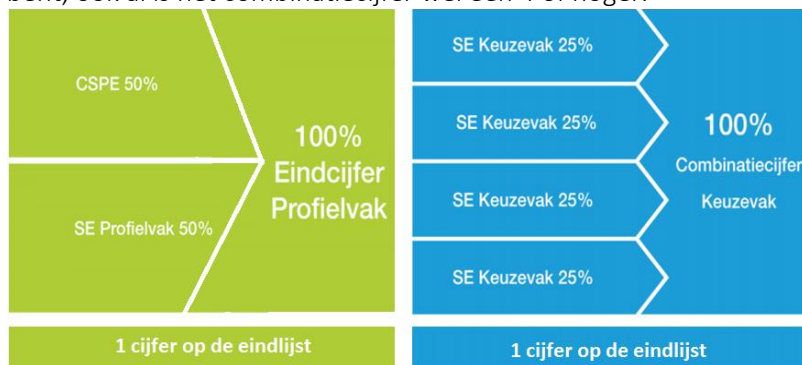 CSPE 50%
SE Profielvak 50%
100%
Eindcijfer
Profielvak
1 cijfer op de eindlijst
SE Keuzevak 25%
SE Keuzevak 25%
SE Keuzevak 25%
SE Keuzevak 25%
100%
Combinatiecijfer
Keuzevak
1 cijfer op de eindlijst